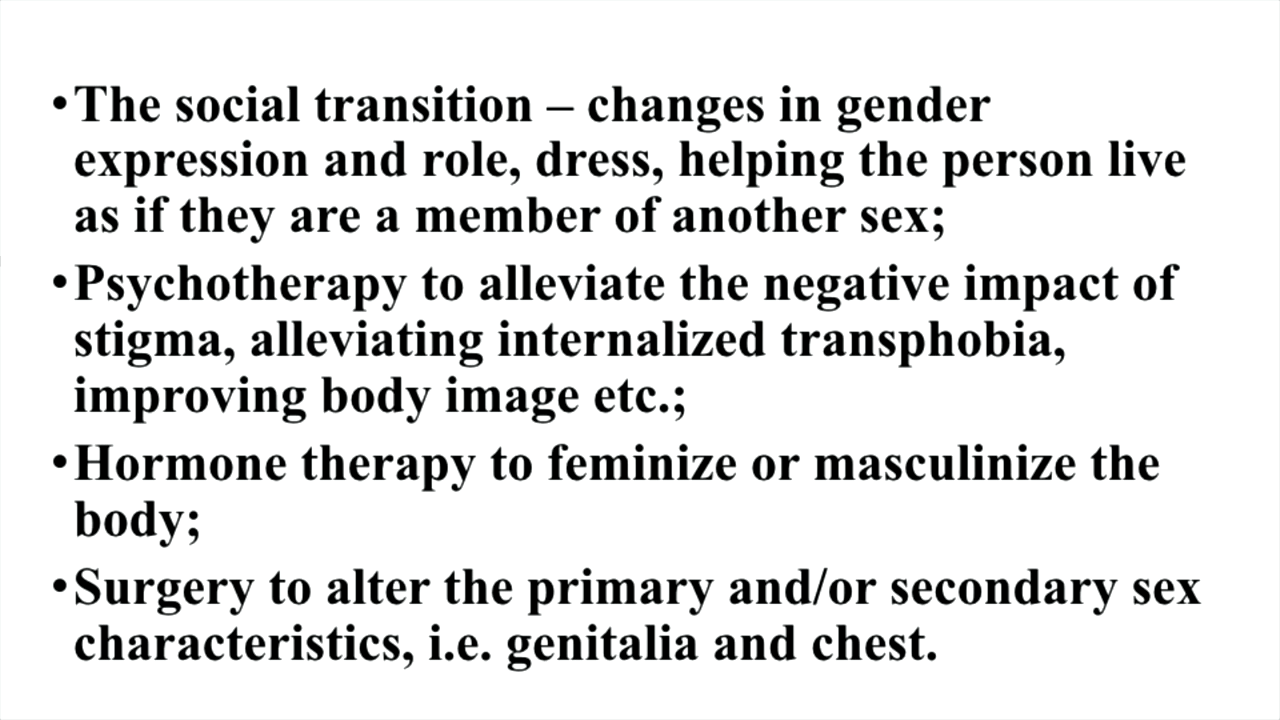 •The social transition – changes in gender
expression and role, dress, helping the person live
as if they are a member of another sex;
•Psychotherapy to alleviate the negative impact of
stigma, alleviating internalized transphobia,
improving body image etc.;
•Hormone therapy to feminize or masculinize the
body;
•Surgery to alter the primary and/or secondary sex
characteristics, i.e. genitalia and chest.